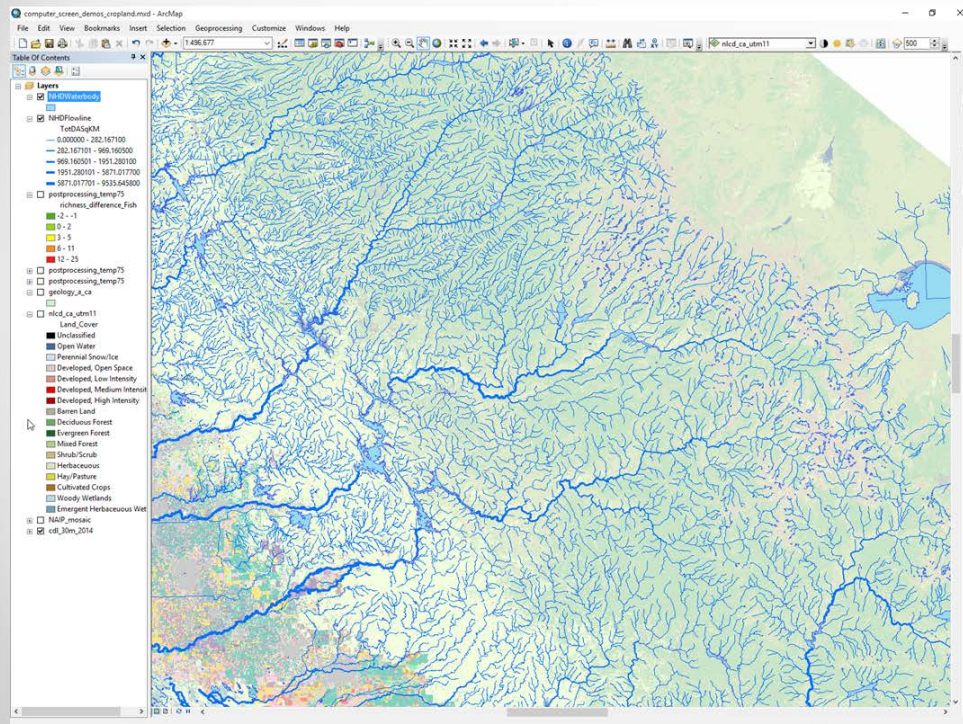 computer_screen_demos_cropland.mxd - ArcMap
File Edit View Bookmarks Insert Selection Geoprocessing Customize Windows Help
1:496,677
nlcd_ca_utm11
500
Table Of Contents
Layers
NHDWaterbody
NHDFlowline
TotDASqKM
0.000000 - 282.167100
282.167101 - 969.160500
969.160501 - 1951.280100
1951.280101 - 5871.017700
5871.017701 - 9535.645800
postprocessing_temp75
richness_difference_Fish
-2 - -1
0 - 2
3 - 5
6 - 11
12 - 25
postprocessing_temp75
postprocessing_temp75
geology_a_ca
nlcd_ca_utm11
Land_Cover
Unclassified
Open Water
Perennial Snow/Ice
Developed, Open Space
Developed, Low Intensity
Developed, Medium Intensit
Developed, High Intensity
Barren Land
Deciduous Forest
Evergreen Forest
Mixed Forest
Shrub/Scrub
Herbaceous
Hay/Pasture
Cultivated Crops
Woody Wetlands
Emergent Herbaceuous Wet
NAIP_mosaic
cdl_30m_2014